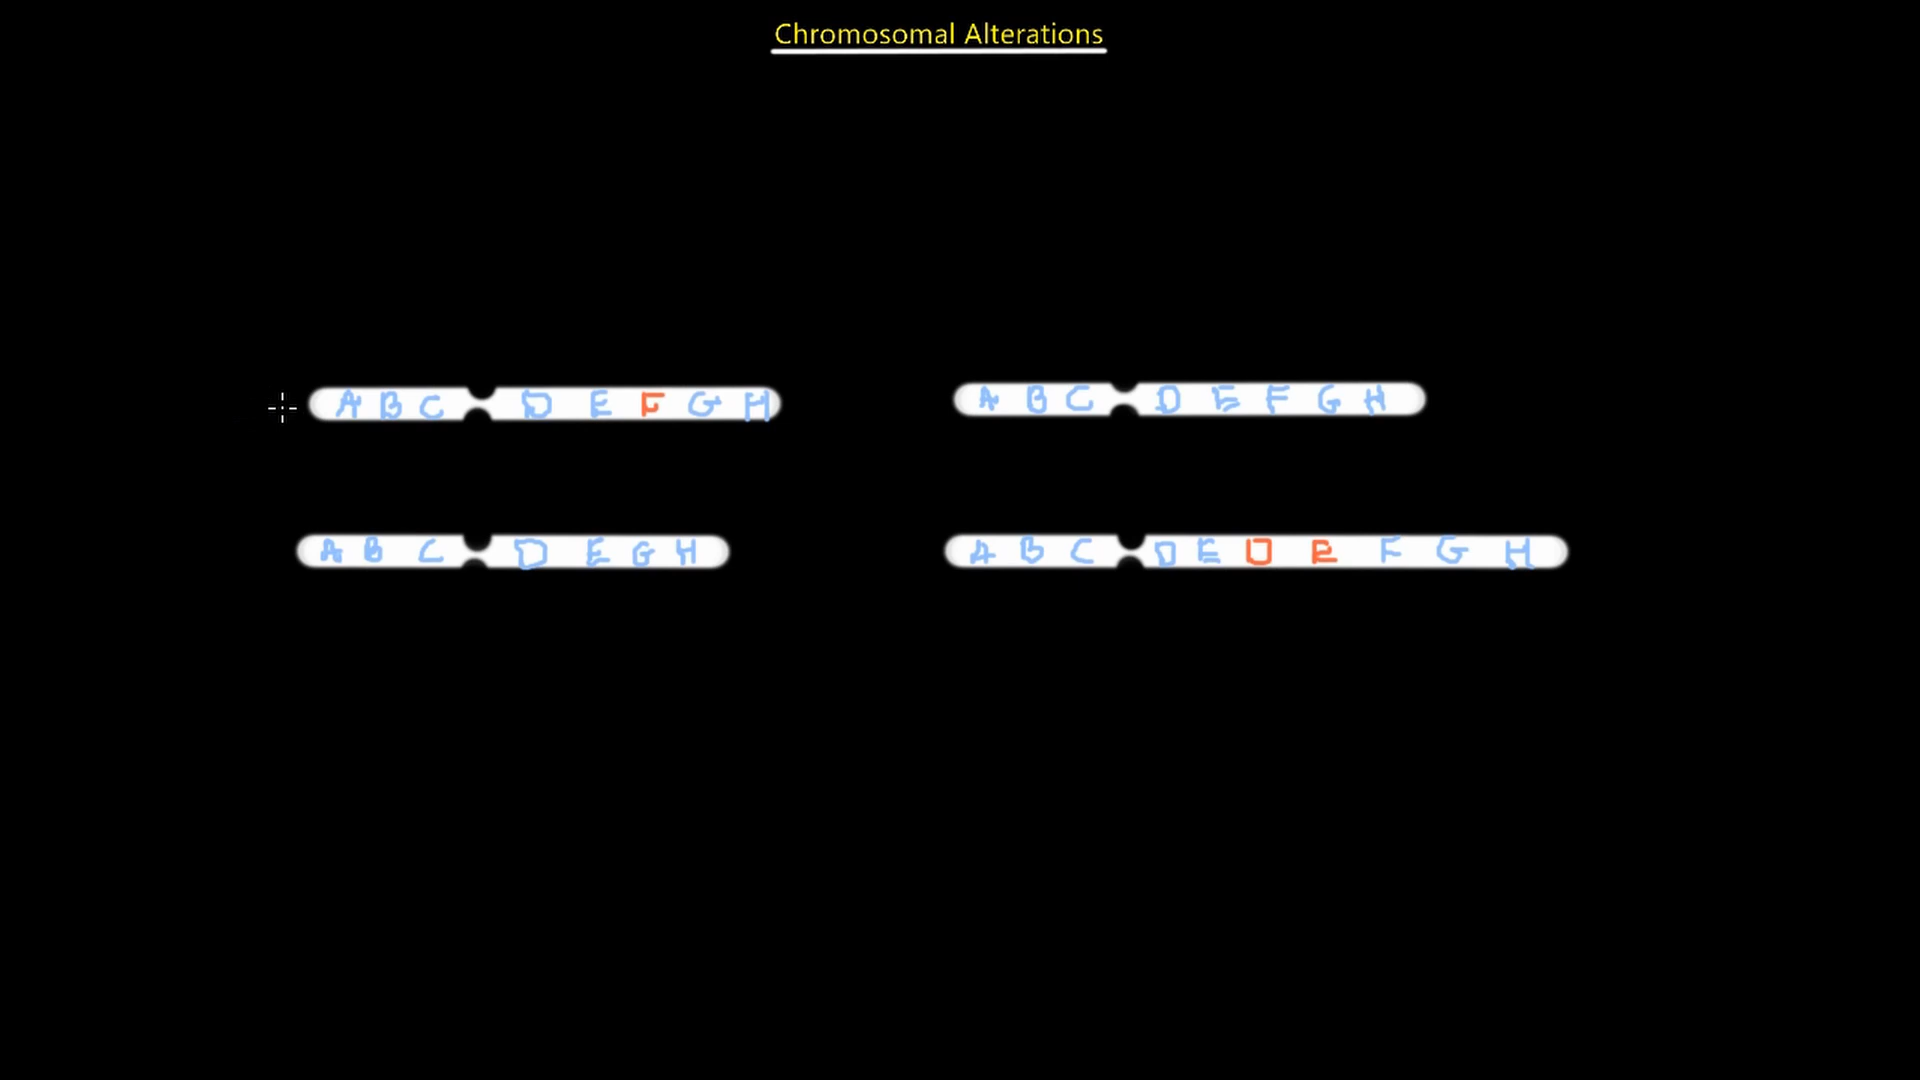 Chromosomal Alterations
A B C D E F G H
A B C D E F G H
A B C D E G H
A B C D E D E F G H